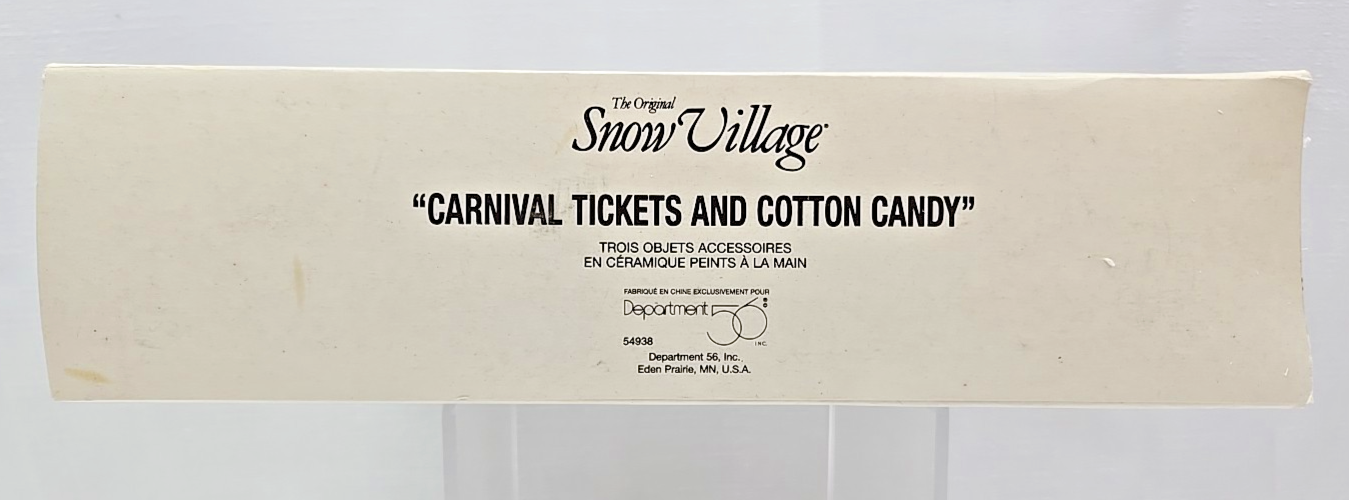 The Original
Snow Village®
“CARNIVAL TICKETS AND COTTON CANDY”
TROIS OBJETS ACCESSOIRES
EN CÉRAMIQUE PEINTS À LA MAIN
FABRIQUÉ EN CHINE EXCLUSIVEMENT POUR
Department 56®
INC.
54938
Department 56, Inc.,
Eden Prairie, MN, U.S.A.